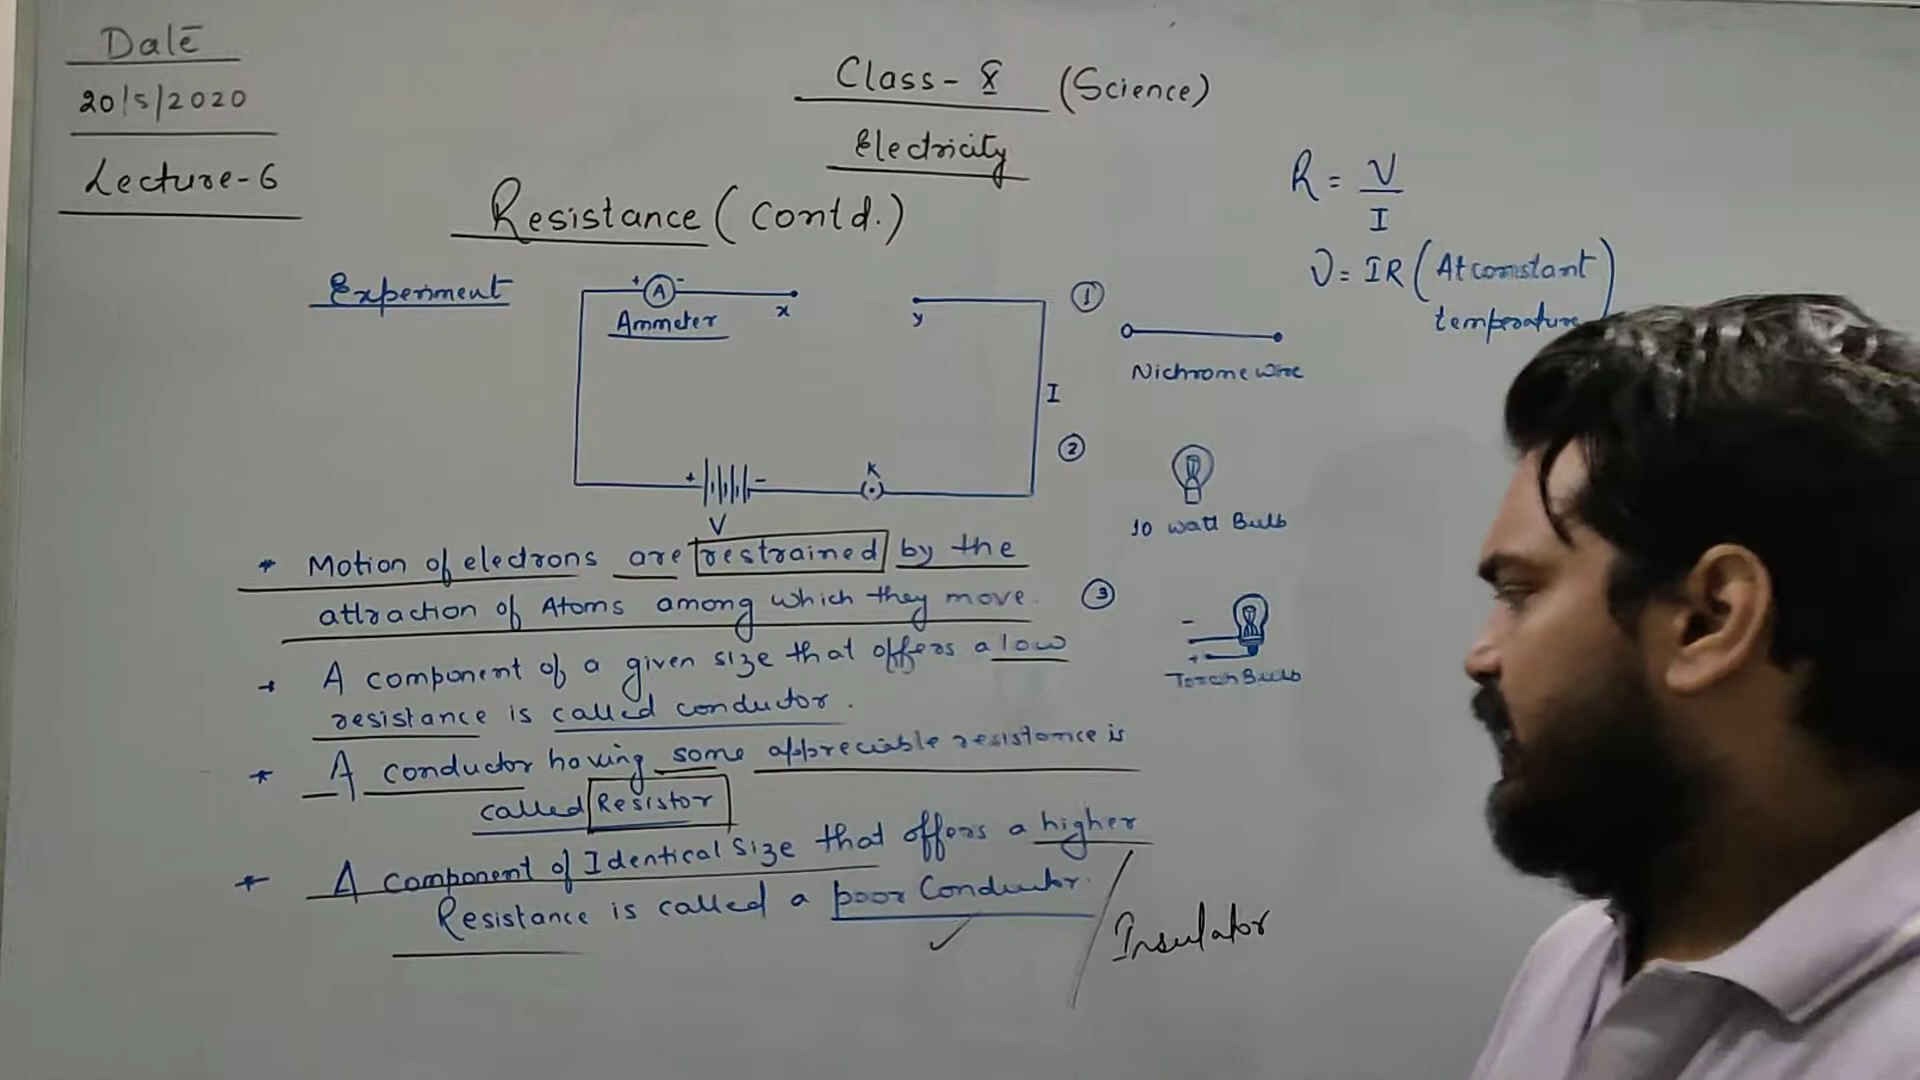 Date
20/5/2020
Lecture-6
Class-X (Science)
Electricity
Resistance (Contd.)
R = V/I
V = IR (At constant
temperature)
Experiment
+ A -
Ammeter
x
y
I
+ -
V
K
1
Nichrome wire
2
10 watt Bulb
3
-
+
Torch Bulb
* Motion of electrons are restrained by the
attraction of Atoms among which they move.
* A component of a given size that offers a low
resistance is called conductor.
* A conductor having some appreciable resistance is
called Resistor
* A component of Identical Size that offers a higher
Resistance is called a poor Conductor. / Insulator